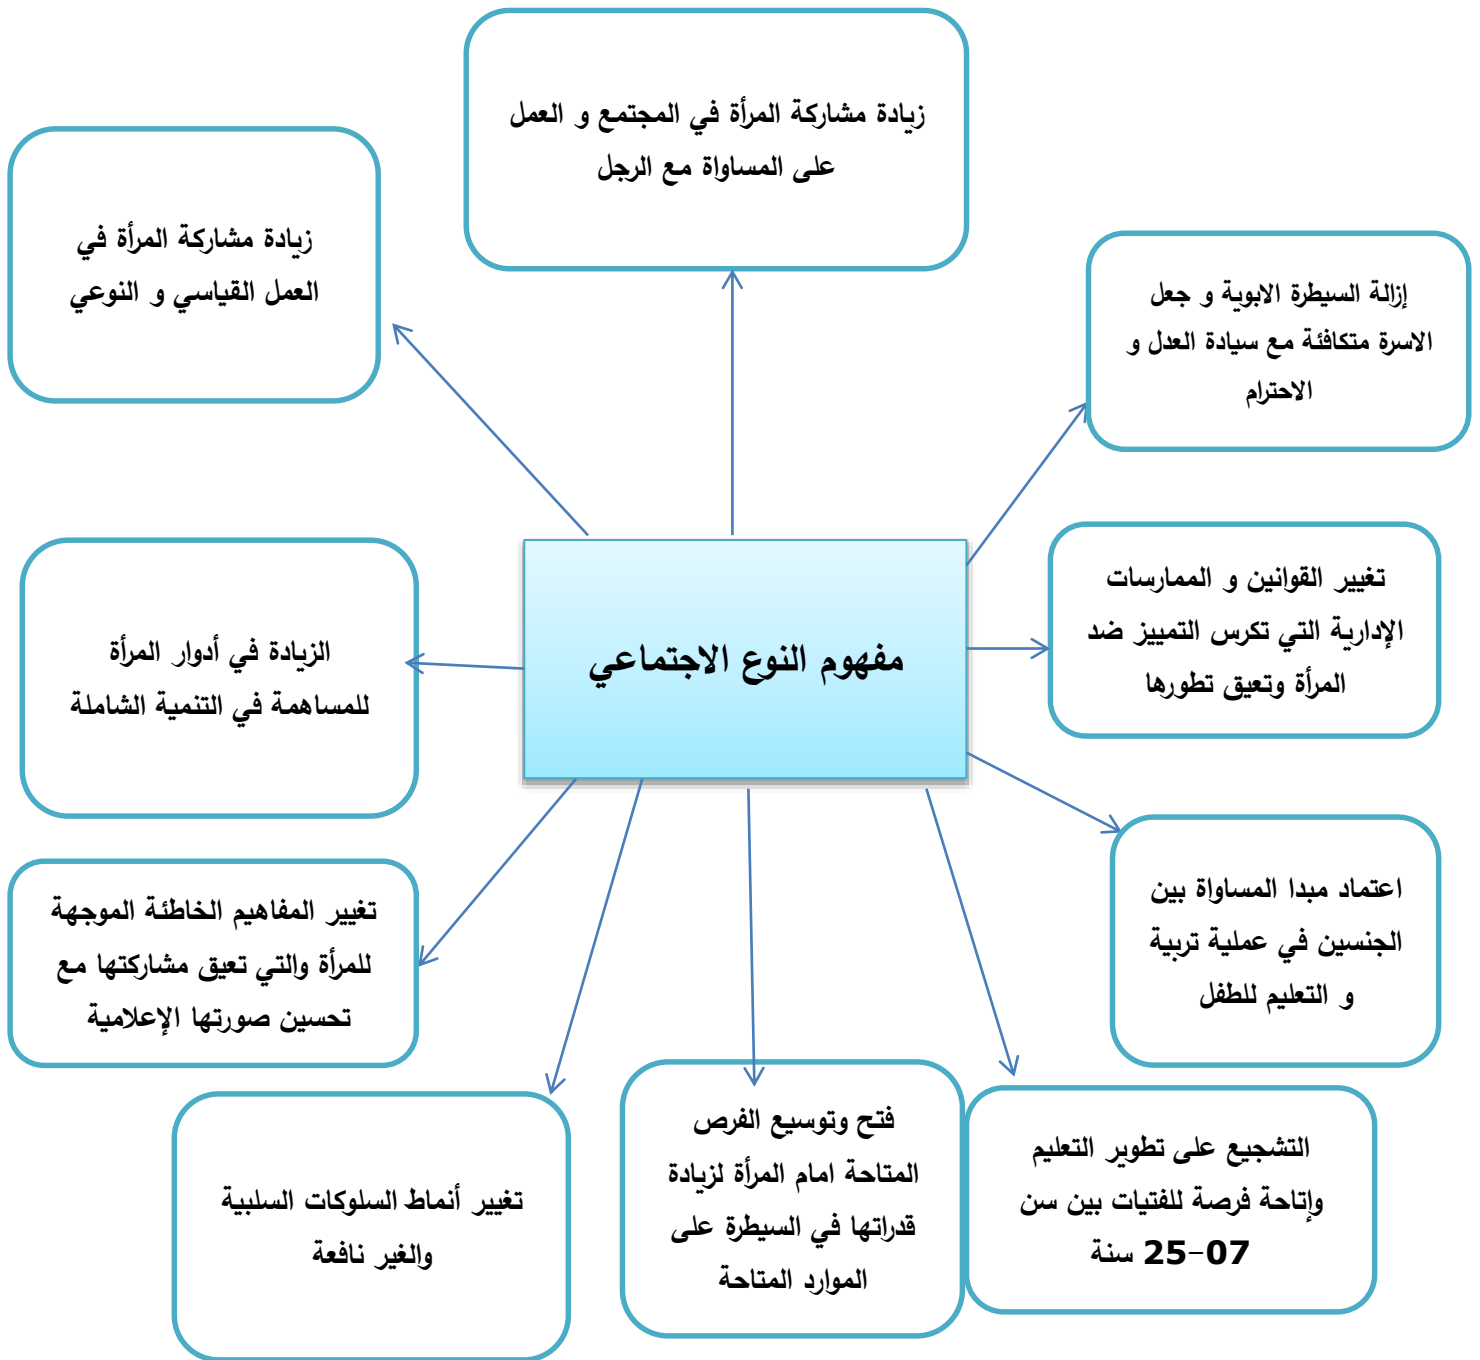 زيادة مشاركة المرأة في المجتمع و العمل
على المساواة مع الرجل
إزالة السيطرة الابوية و جعل
الاسرة متكافئة مع سيادة العدل و
الاحترام
زيادة مشاركة المرأة في
العمل القياسي و النوعي
تغيير القوانين و الممارسات
الإدارية التي تكرس التمييز ضد
المرأة وتعيق تطورها
مفهوم النوع الاجتماعي
الزيادة في أدوار المرأة
للمساهمة في التنمية الشاملة
اعتماد مبدا المساواة بين
الجنسين في عملية تربية
و التعليم للطفل
تغيير المفاهيم الخاطئة الموجهة
للمرأة والتي تعيق مشاركتها مع
تحسين صورتها الإعلامية
التشجيع على تطوير التعليم
وإتاحة فرصة للفتيات بين سن
07-25 سنة
فتح وتوسيع الفرص
المتاحة امام المرأة لزيادة
قدراتها في السيطرة على
الموارد المتاحة
تغيير أنماط السلوكات السلبية
والغير نافعة